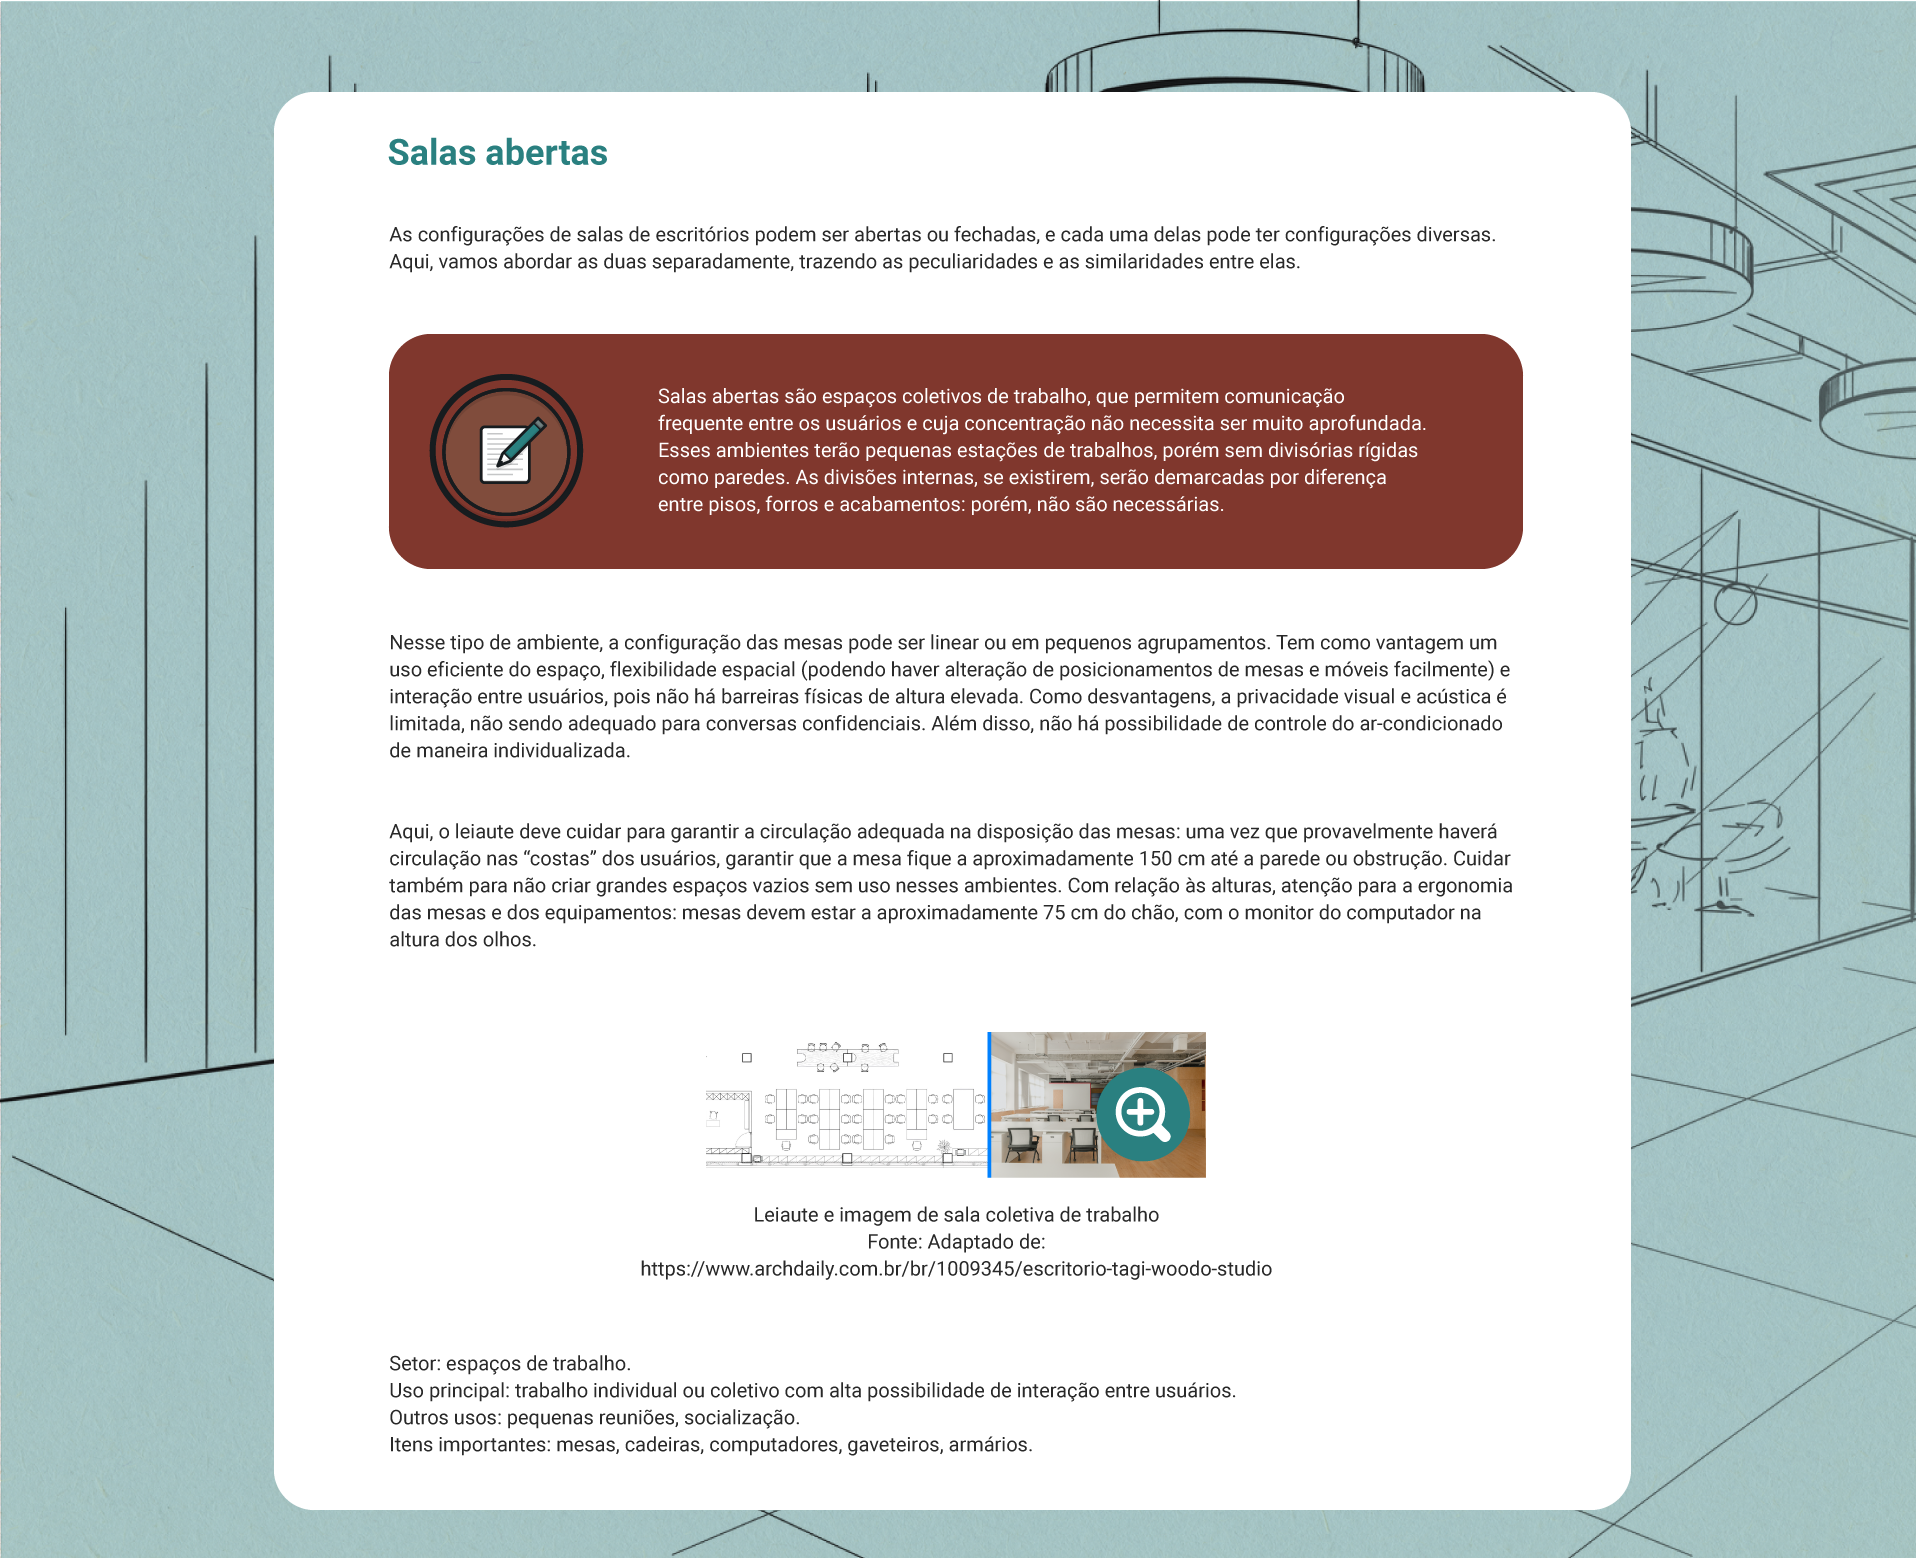 Salas abertas
As configurações de salas de escritórios podem ser abertas ou fechadas, e cada uma delas pode ter configurações diversas.
Aqui, vamos abordar as duas separadamente, trazendo as peculiaridades e as similaridades entre elas.
Salas abertas são espaços coletivos de trabalho, que permitem comunicação
frequente entre os usuários e cuja concentração não necessita ser muito aprofundada.
Esses ambientes terão pequenas estações de trabalhos, porém sem divisórias rígidas
como paredes. As divisões internas, se existirem, serão demarcadas por diferença
entre pisos, forros e acabamentos: porém, não são necessárias.
Nesse tipo de ambiente, a configuração das mesas pode ser linear ou em pequenos agrupamentos. Tem como vantagem um
uso eficiente do espaço, flexibilidade espacial (podendo haver alteração de posicionamentos de mesas e móveis facilmente) e
interação entre usuários, pois não há barreiras físicas de altura elevada. Como desvantagens, a privacidade visual e acústica é
limitada, não sendo adequado para conversas confidenciais. Além disso, não há possibilidade de controle do ar-condicionado
de maneira individualizada.
Aqui, o leiaute deve cuidar para garantir a circulação adequada na disposição das mesas: uma vez que provavelmente haverá
circulação nas “costas” dos usuários, garantir que a mesa fique a aproximadamente 150 cm até a parede ou obstrução. Cuidar
também para não criar grandes espaços vazios sem uso nesses ambientes. Com relação às alturas, atenção para a ergonomia
das mesas e dos equipamentos: mesas devem estar a aproximadamente 75 cm do chão, com o monitor do computador na
altura dos olhos.
Leiaute e imagem de sala coletiva de trabalho
Fonte: Adaptado de:
https://www.archdaily.com.br/br/1009345/escritorio-tagi-woodo-studio
Setor: espaços de trabalho.
Uso principal: trabalho individual ou coletivo com alta possibilidade de interação entre usuários.
Outros usos: pequenas reuniões, socialização.
Itens importantes: mesas, cadeiras, computadores, gaveteiros, armários.